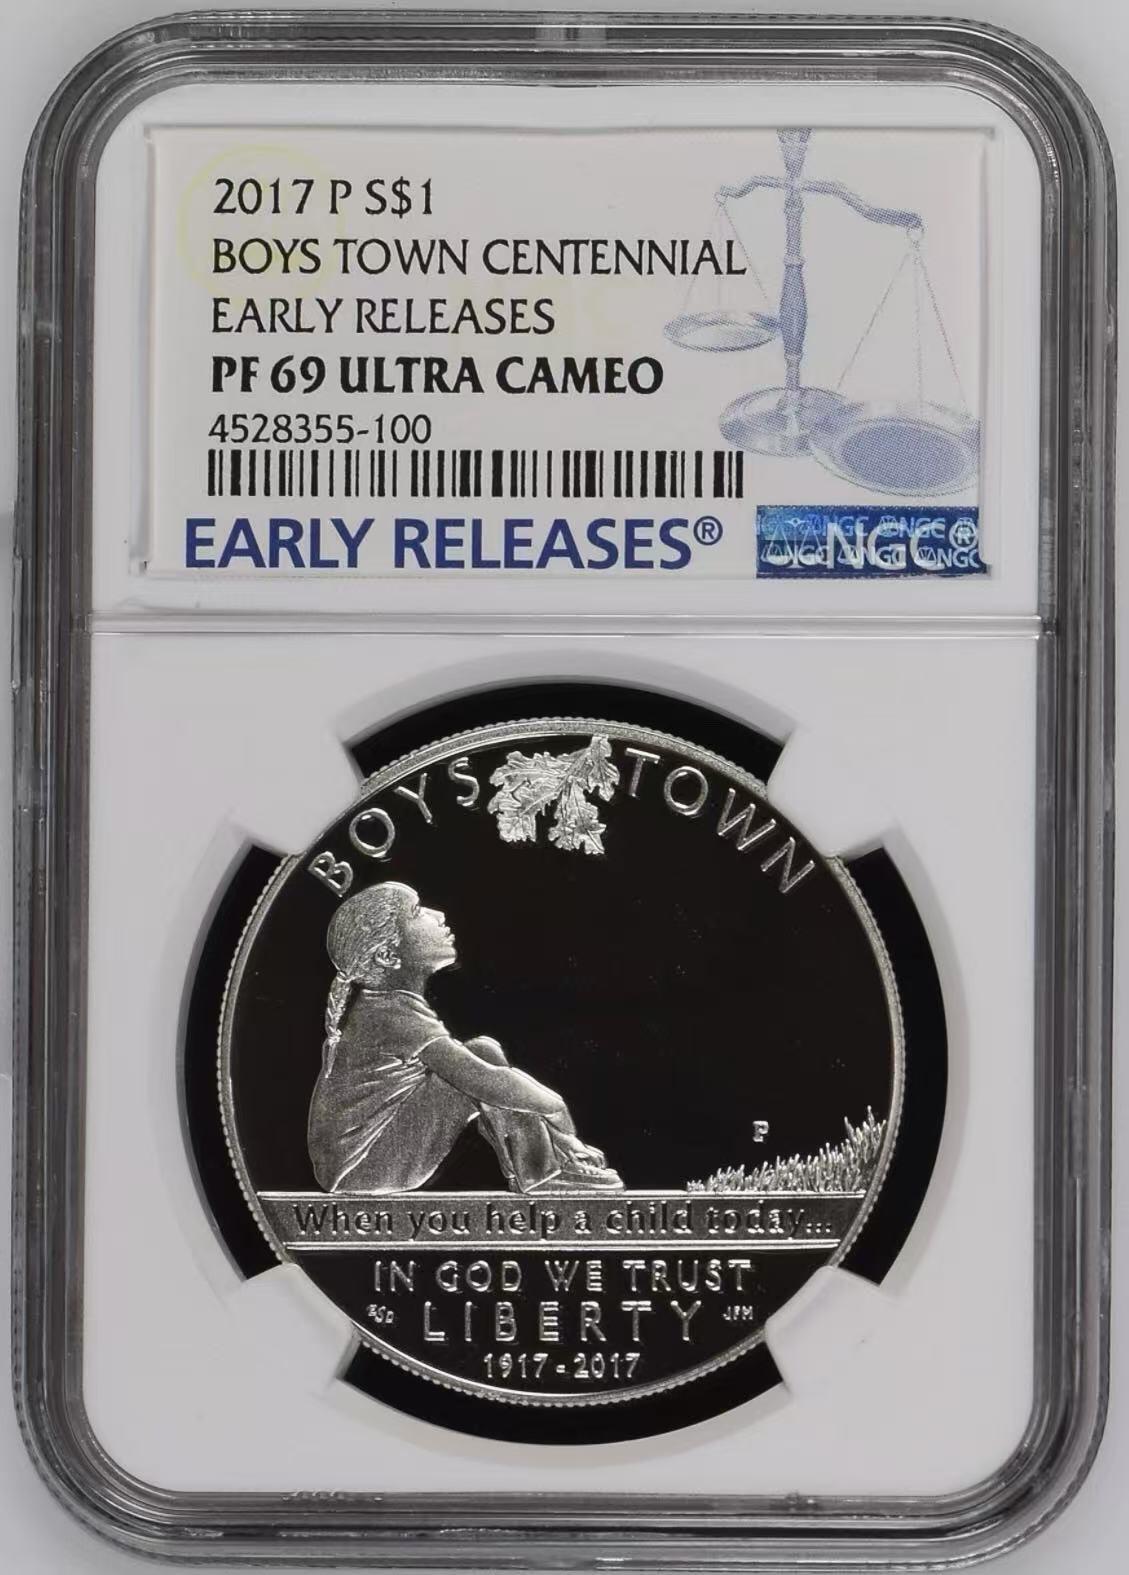 2017 P S$1
BOYS TOWN CENTENNIAL
EARLY RELEASES
PF 69 ULTRA CAMEO
4528355-100
EARLY RELEASES®
NGC®
BOYS TOWN
P
When you help a child today...
IN GOD WE TRUST
LIBERTY
JFM
1917-2017